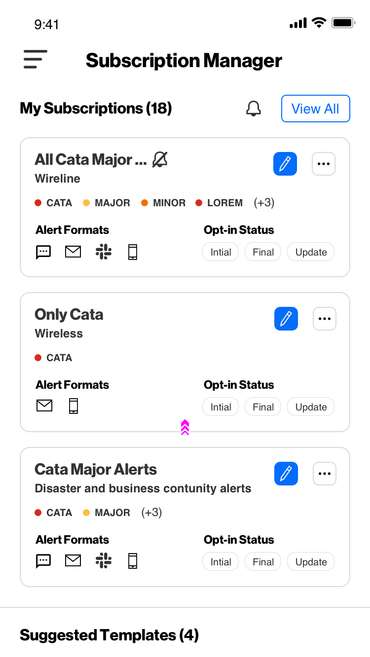 9:41
Subscription Manager
My Subscriptions (18)
View All
All Cata Major ...
Wireline
CATA MAJOR MINOR LOREM (+3)
Alert Formats Opt-in Status
Intial Final Update
Only Cata
Wireless
CATA
Alert Formats Opt-in Status
Intial Final Update
Cata Major Alerts
Disaster and business contunity alerts
CATA MAJOR (+3)
Alert Formats Opt-in Status
Intial Final Update
Suggested Templates (4)